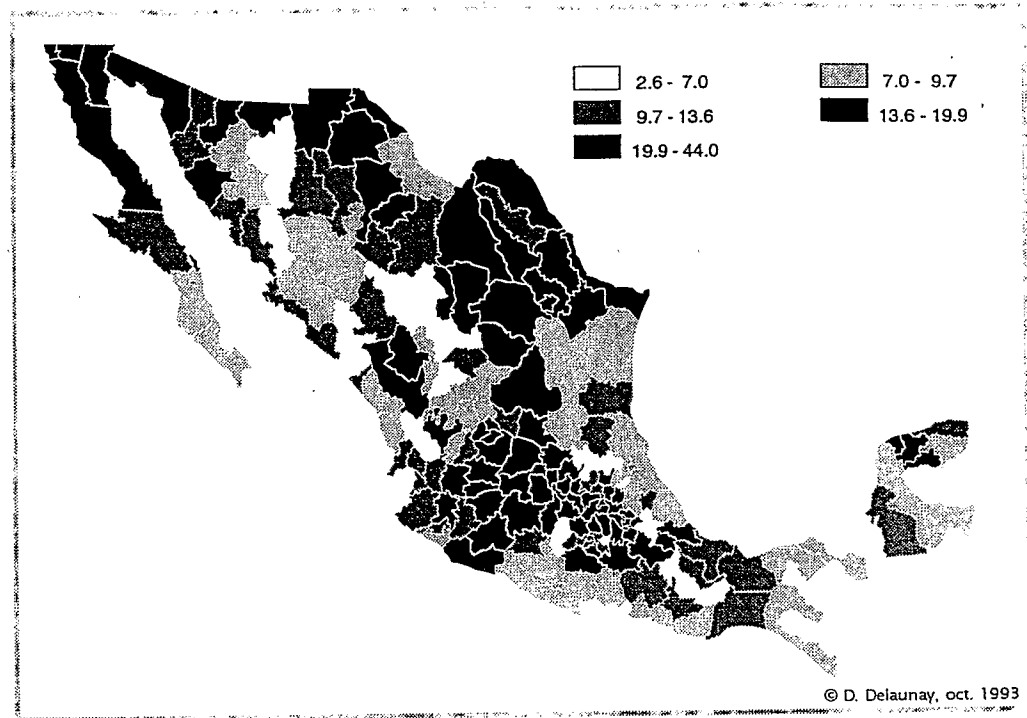 2.6 - 7.0
7.0 - 9.7
9.7 - 13.6
13.6 - 19.9
19.9 - 44.0
© D. Delaunay, oct. 1993